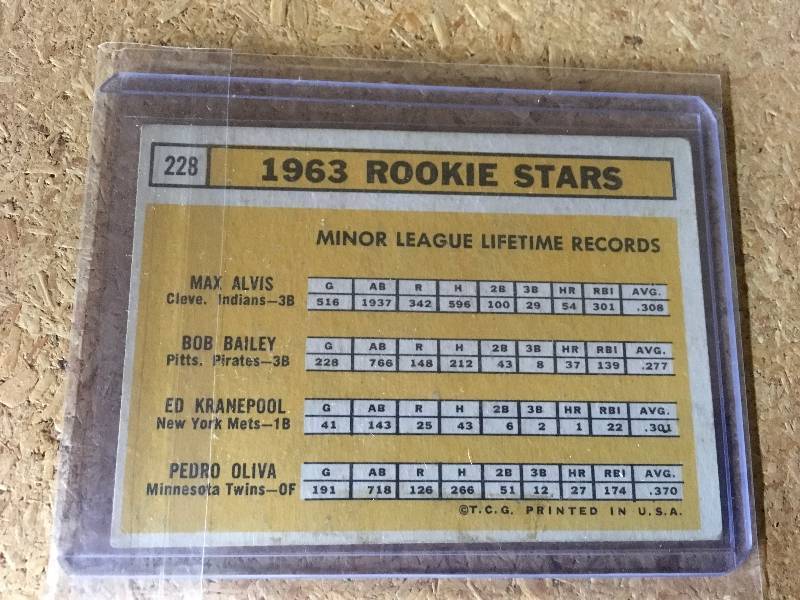 228 1963 ROOKIE STARS
MINOR LEAGUE LIFETIME RECORDS
MAX ALVIS G AB R H 2B 3B HR RBI AVG.
Cleve. Indians—3B 516 1937 342 596 100 29 54 301 .308
BOB BAILEY G AB R H 2B 3B HR RBI AVG.
Pitts. Pirates—3B 228 766 148 212 43 8 37 139 .277
ED KRANEPOOL G AB R H 2B 3B HR RBI AVG.
New York Mets—1B 41 143 25 43 6 2 1 22 .301
PEDRO OLIVA G AB R H 2B 3B HR RBI AVG.
Minnesota Twins—OF 191 718 126 266 51 12 27 174 .370
©T.C.G. PRINTED IN U.S.A.